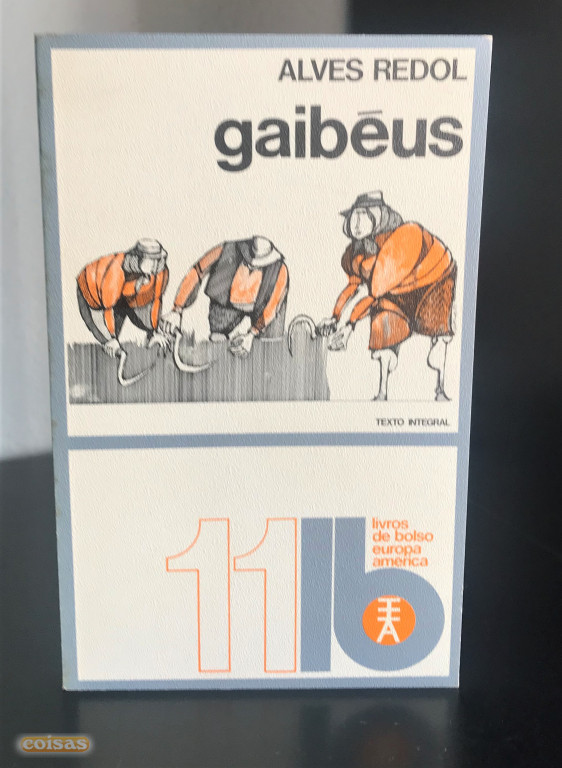 ALVES REDOL
gaibéus
TEXTO INTEGRAL
11 lb
livros
de bolso
europa
américa
coisas